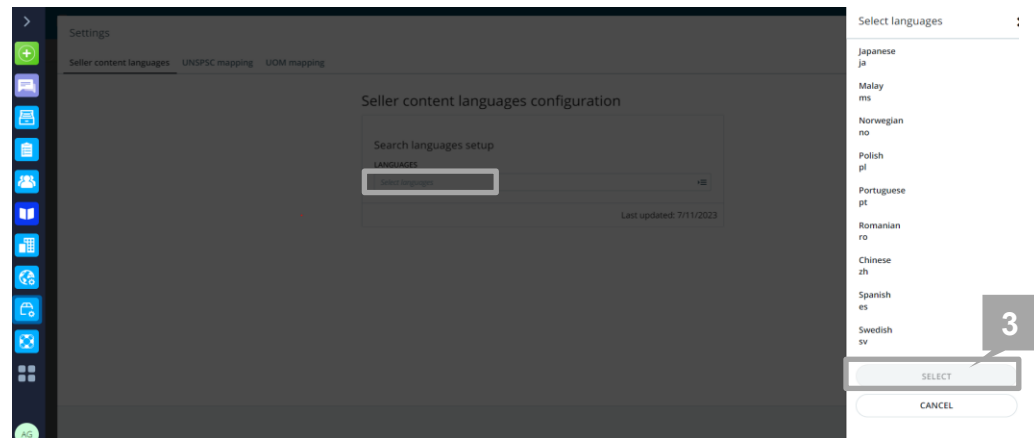 Settings
Seller content languages UNSPSC mapping UOM mapping
Seller content languages configuration
Search languages setup
LANGUAGES
Select languages
Last updated: 7/11/2023
AG
Select languages
Japanese
ja
Malay
ms
Norwegian
no
Polish
pl
Portuguese
pt
Romanian
ro
Chinese
zh
Spanish
es
Swedish
sv
3
SELECT
CANCEL